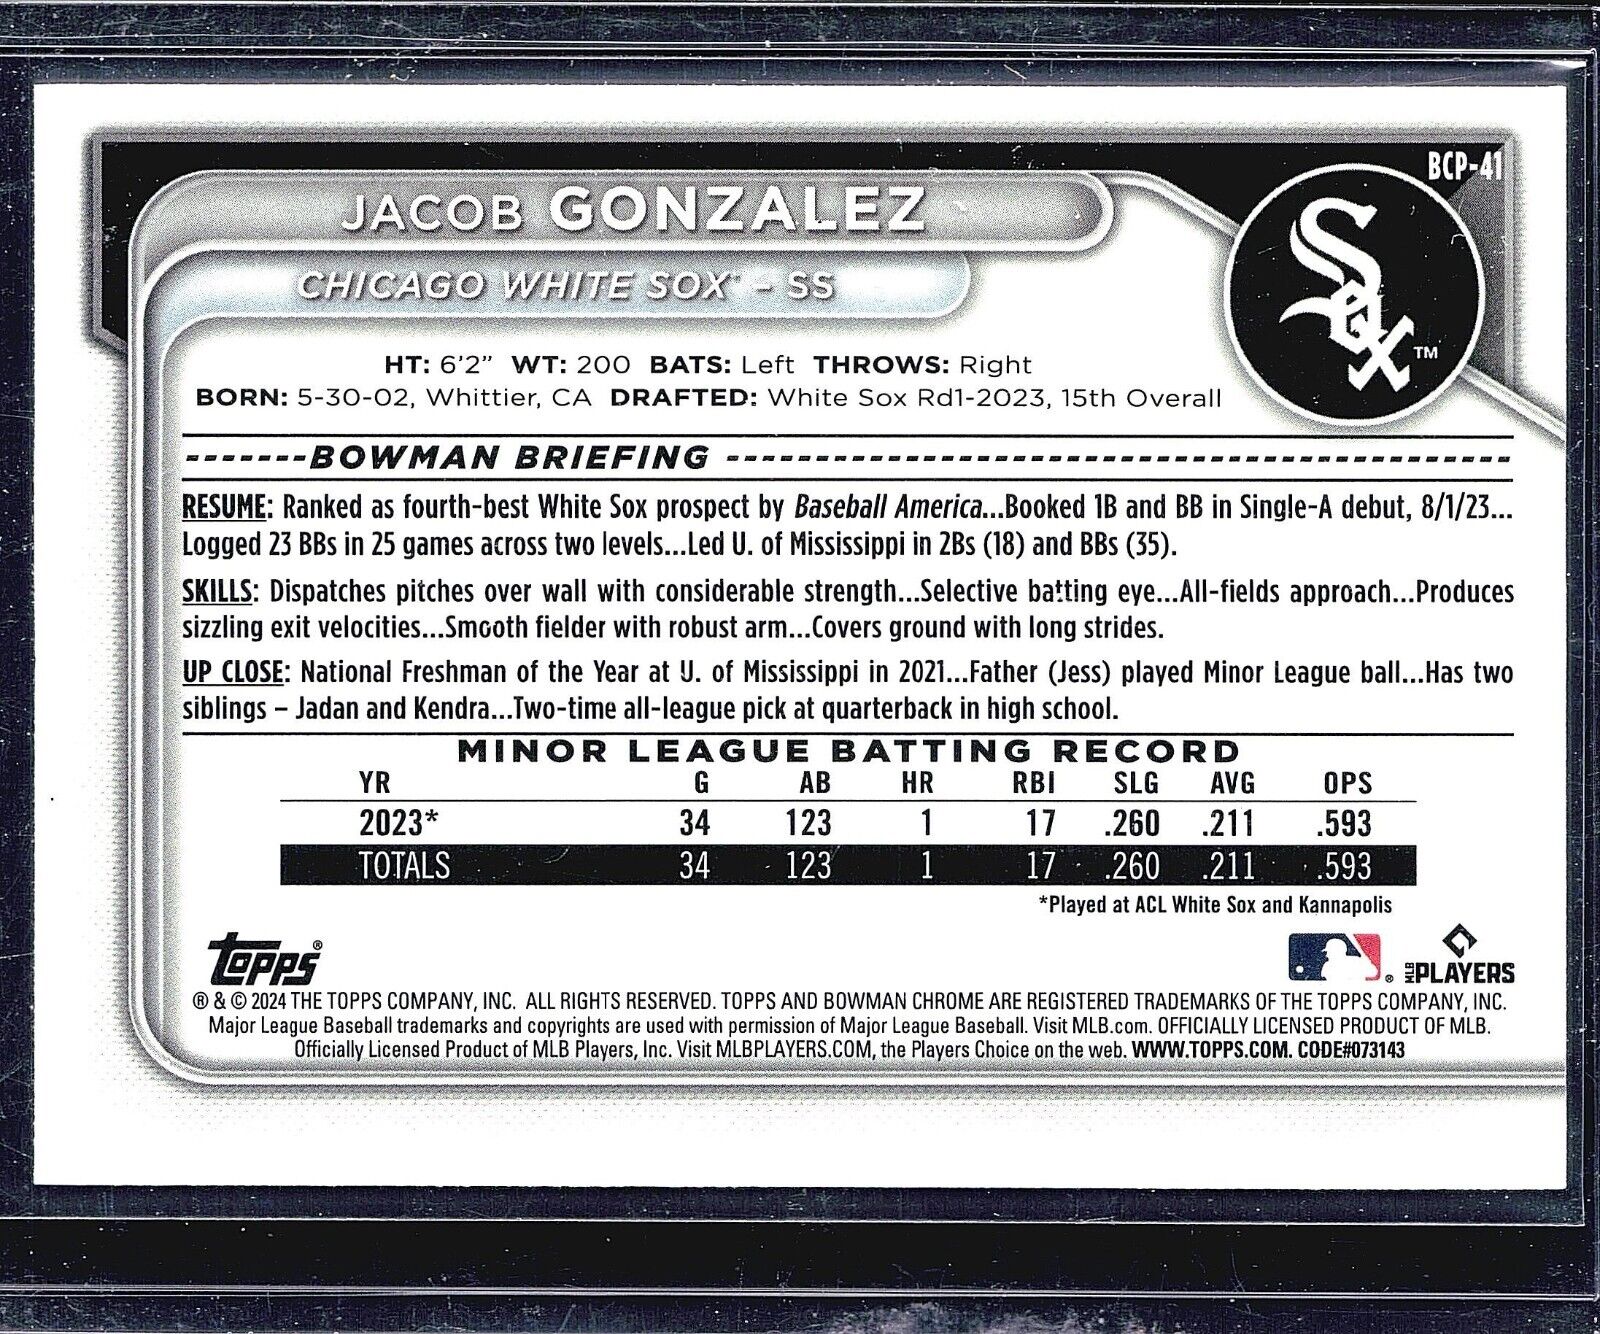 BCP-41
JACOB GONZALEZ
CHICAGO WHITE SOX™ - SS
SOX ™
HT: 6'2" WT: 200 BATS: Left THROWS: Right
BORN: 5-30-02, Whittier, CA DRAFTED: White Sox Rd1-2023, 15th Overall
BOWMAN BRIEFING
RESUME: Ranked as fourth-best White Sox prospect by Baseball America...Booked 1B and BB in Single-A debut, 8/1/23...
Logged 23 BBs in 25 games across two levels...Led U. of Mississippi in 2Bs (18) and BBs (35).
SKILLS: Dispatches pitches over wall with considerable strength...Selective batting eye...All-fields approach...Produces
sizzling exit velocities...Smooth fielder with robust arm...Covers ground with long strides.
UP CLOSE: National Freshman of the Year at U. of Mississippi in 2021...Father (Jess) played Minor League ball...Has two
siblings – Jadan and Kendra...Two-time all-league pick at quarterback in high school.
MINOR LEAGUE BATTING RECORD
YR G AB HR RBI SLG AVG OPS
2023* 34 123 1 17 .260 .211 .593
TOTALS 34 123 1 17 .260 .211 .593
*Played at ACL White Sox and Kannapolis
topps® ® MLB PLAYERS
® & © 2024 THE TOPPS COMPANY, INC. ALL RIGHTS RESERVED. TOPPS AND BOWMAN CHROME ARE REGISTERED TRADEMARKS OF THE TOPPS COMPANY, INC.
Major League Baseball trademarks and copyrights are used with permission of Major League Baseball. Visit MLB.com. OFFICIALLY LICENSED PRODUCT OF MLB.
Officially Licensed Product of MLB Players, Inc. Visit MLBPLAYERS.COM, the Players Choice on the web. WWW.TOPPS.COM. CODE#073143